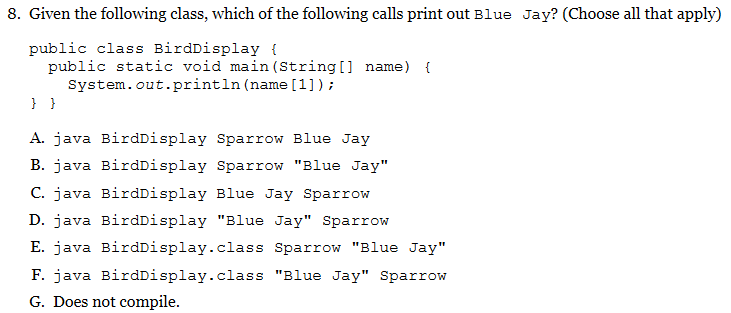 8. Given the following class, which of the following calls print out Blue Jay? (Choose all that apply)
public class BirdDisplay {
public static void main(String[] name) {
System.out.println(name[1]);
} }
A. java BirdDisplay Sparrow Blue Jay
B. java BirdDisplay Sparrow "Blue Jay"
C. java BirdDisplay Blue Jay Sparrow
D. java BirdDisplay "Blue Jay" Sparrow
E. java BirdDisplay.class Sparrow "Blue Jay"
F. java BirdDisplay.class "Blue Jay" Sparrow
G. Does not compile.